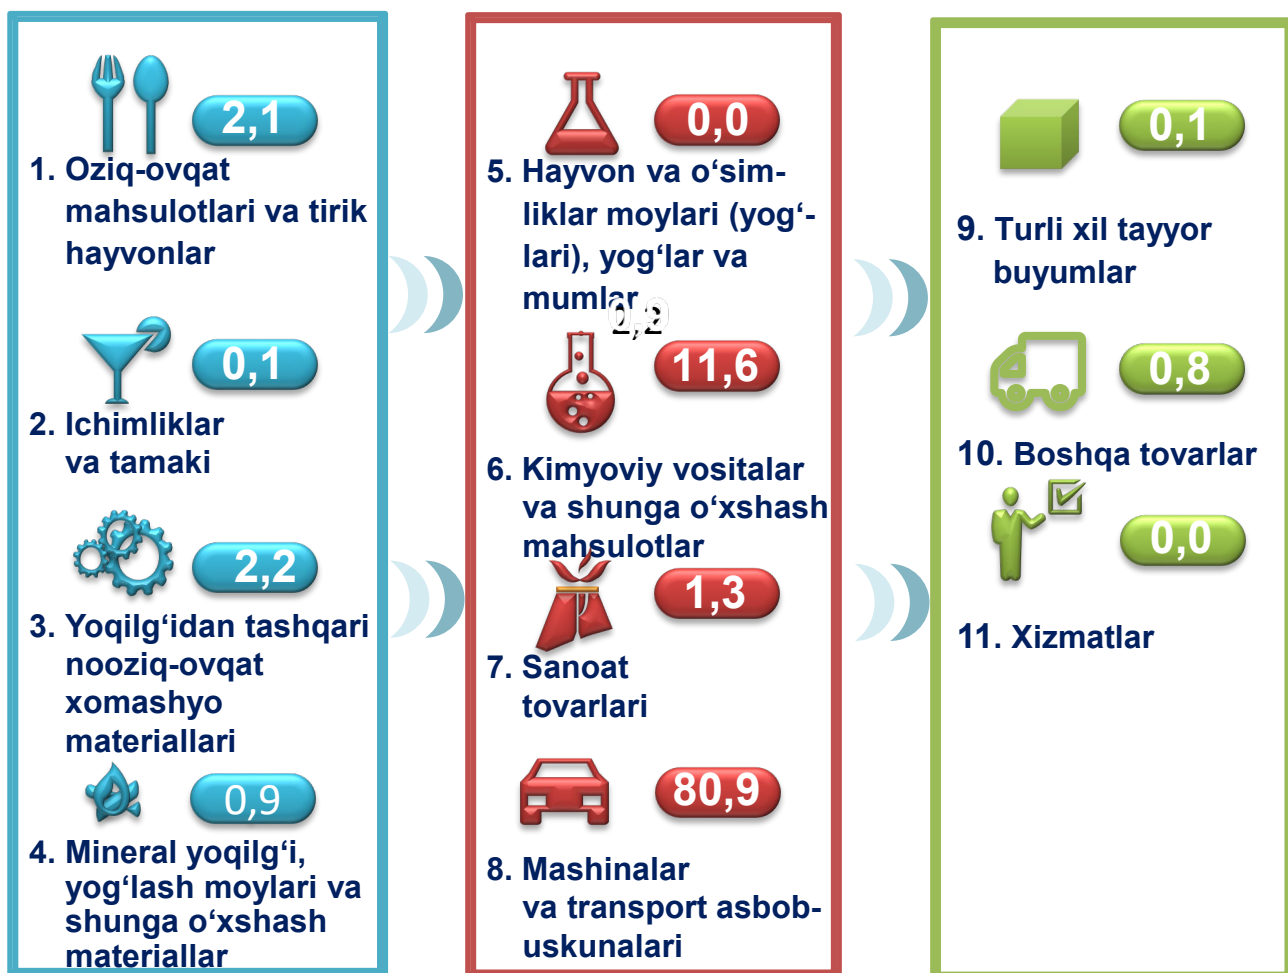 2,1
1. Oziq-ovqat
mahsulotlari va tirik
hayvonlar
0,1
2. Ichimliklar
va tamaki
2,2
3. Yoqilg‘idan tashqari
nooziq-ovqat
xomashyo
materiallari
0,9
4. Mineral yoqilg‘i,
yog‘lash moylari va
shunga o‘xshash
materiallar
0,0
5. Hayvon va o‘sim-
liklar moylari (yog‘-
lari), yog‘lar va
mumlar
11,6
6. Kimyoviy vositalar
va shunga o‘xshash
mahsulotlar
1,3
7. Sanoat
tovarlari
80,9
8. Mashinalar
va transport asbob-
uskunalari
0,1
9. Turli xil tayyor
buyumlar
0,8
10. Boshqa tovarlar
0,0
11. Xizmatlar